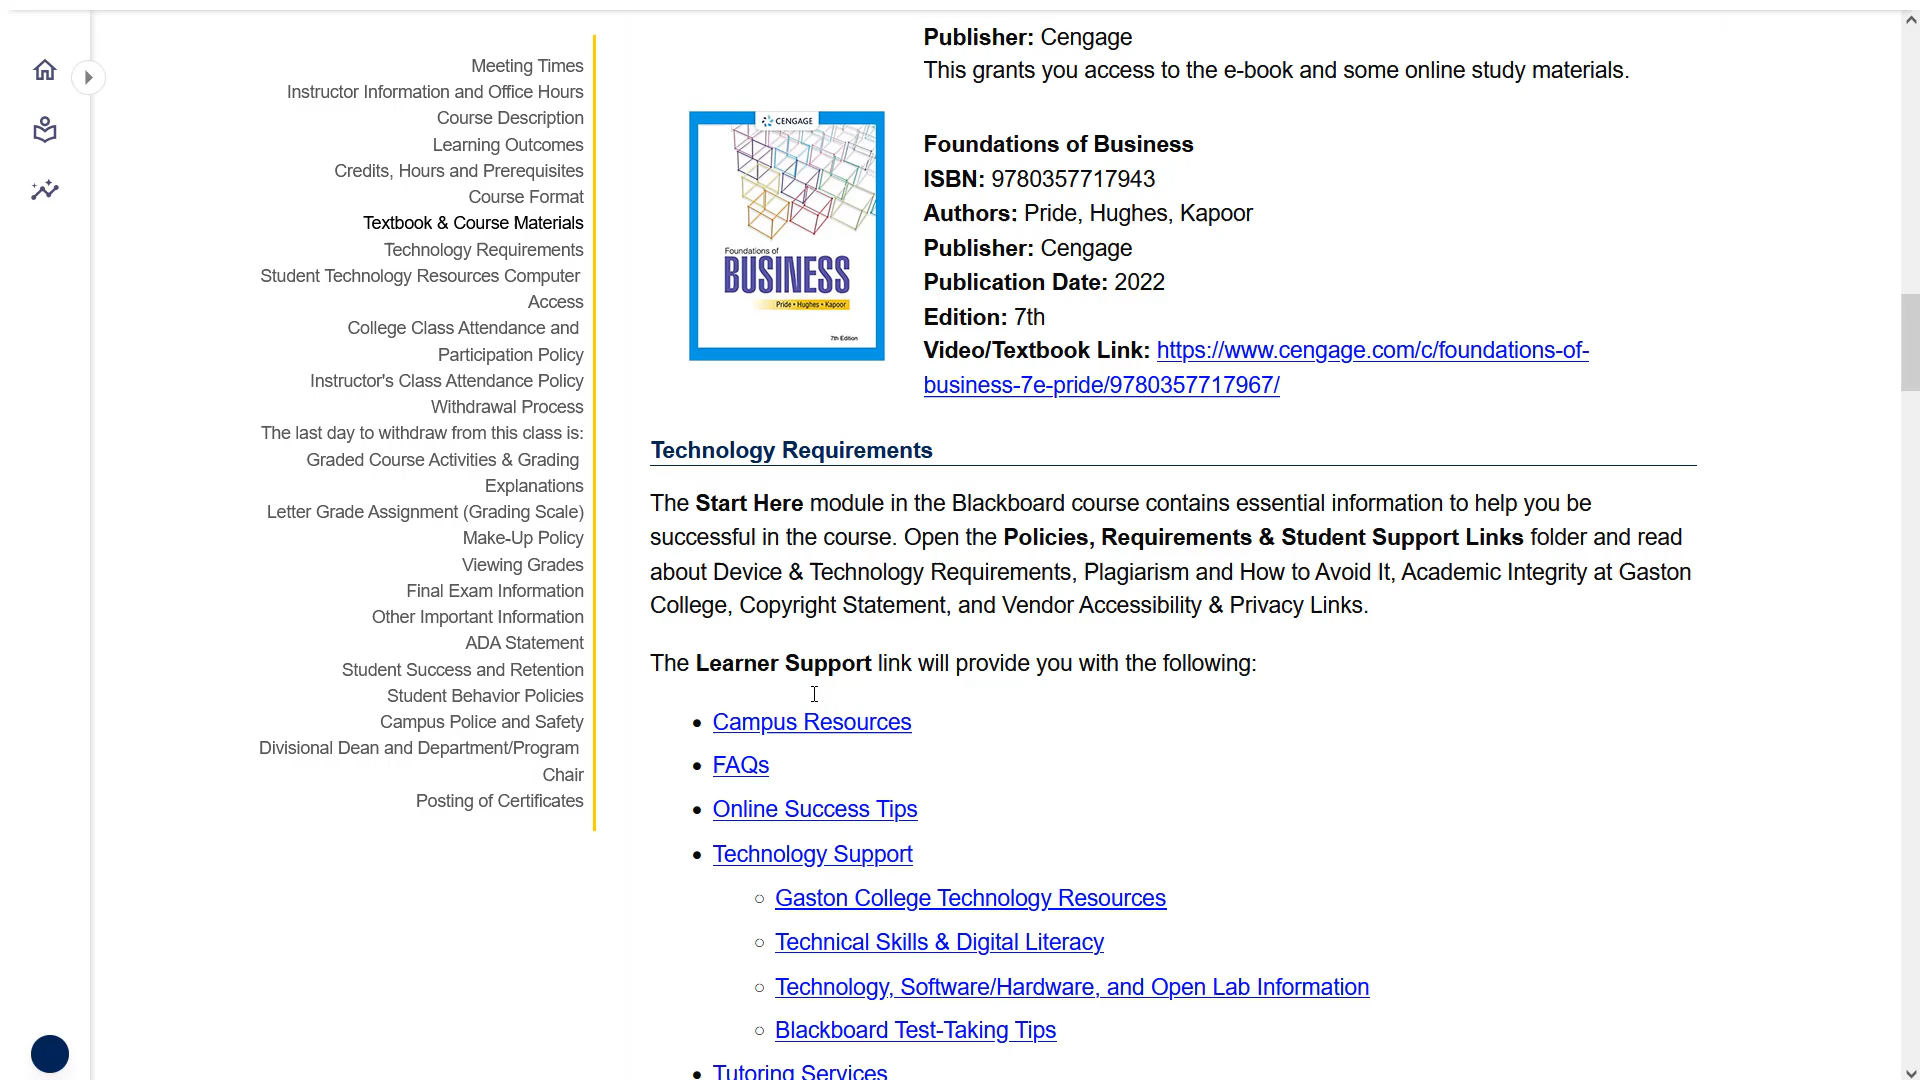 Meeting Times
Instructor Information and Office Hours
Course Description
Learning Outcomes
Credits, Hours and Prerequisites
Course Format
Textbook & Course Materials
Technology Requirements
Student Technology Resources Computer
Access
College Class Attendance and
Participation Policy
Instructor's Class Attendance Policy
Withdrawal Process
The last day to withdraw from this class is:
Graded Course Activities & Grading
Explanations
Letter Grade Assignment (Grading Scale)
Make-Up Policy
Viewing Grades
Final Exam Information
Other Important Information
ADA Statement
Student Success and Retention
Student Behavior Policies
Campus Police and Safety
Divisional Dean and Department/Program
Chair
Posting of Certificates
Publisher: Cengage
This grants you access to the e-book and some online study materials.
CENGAGE
Foundations of
BUSINESS
Pride • Hughes • Kapoor
7th Edition
Foundations of Business
ISBN: 9780357717943
Authors: Pride, Hughes, Kapoor
Publisher: Cengage
Publication Date: 2022
Edition: 7th
Video/Textbook Link: https://www.cengage.com/c/foundations-of-
business-7e-pride/9780357717967/
Technology Requirements
The Start Here module in the Blackboard course contains essential information to help you be
successful in the course. Open the Policies, Requirements & Student Support Links folder and read
about Device & Technology Requirements, Plagiarism and How to Avoid It, Academic Integrity at Gaston
College, Copyright Statement, and Vendor Accessibility & Privacy Links.
The Learner Support link will provide you with the following:
• Campus Resources
• FAQs
• Online Success Tips
• Technology Support
○ Gaston College Technology Resources
○ Technical Skills & Digital Literacy
○ Technology, Software/Hardware, and Open Lab Information
○ Blackboard Test-Taking Tips
• Tutoring Services